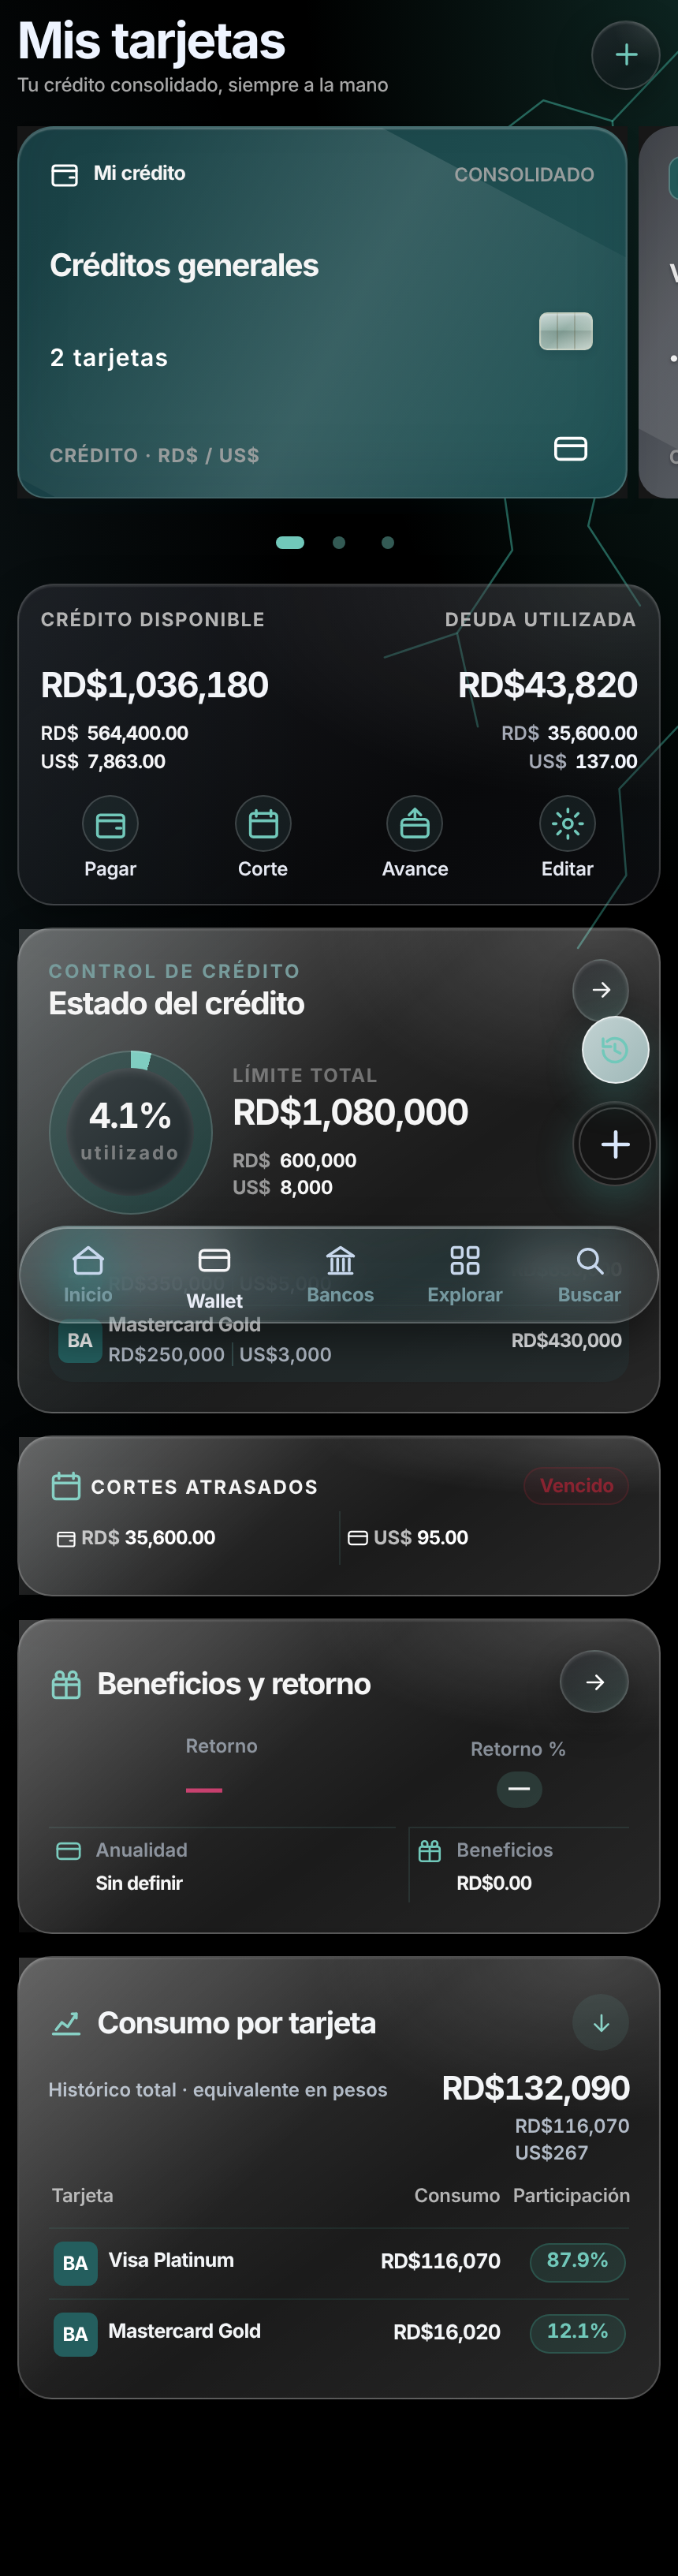 Mis tarjetas
Tu crédito consolidado, siempre a la mano
Mi crédito
CONSOLIDADO
Créditos generales
2 tarjetas
CRÉDITO · RD$ / US$
CRÉDITO DISPONIBLE
DEUDA UTILIZADA
RD$1,036,180
RD$43,820
RD$ 564,400.00
RD$ 35,600.00
US$ 7,863.00
US$ 137.00
Pagar
Corte
Avance
Editar
CONTROL DE CRÉDITO
Estado del crédito
4.1%
utilizado
LÍMITE TOTAL
RD$1,080,000
RD$ 600,000
US$ 8,000
RD$350,000 US$5,000
Inicio
Wallet
Bancos
Explorar
Buscar
BA
Mastercard Gold
RD$250,000 US$3,000
RD$430,000
CORTES ATRASADOS
Vencido
RD$ 35,600.00
US$ 95.00
Beneficios y retorno
Retorno
Retorno %
—
—
Anualidad
Sin definir
Beneficios
RD$0.00
Consumo por tarjeta
Histórico total · equivalente en pesos
RD$132,090
RD$116,070
US$267
Tarjeta
Consumo
Participación
BA
Visa Platinum
RD$116,070
87.9%
BA
Mastercard Gold
RD$16,020
12.1%